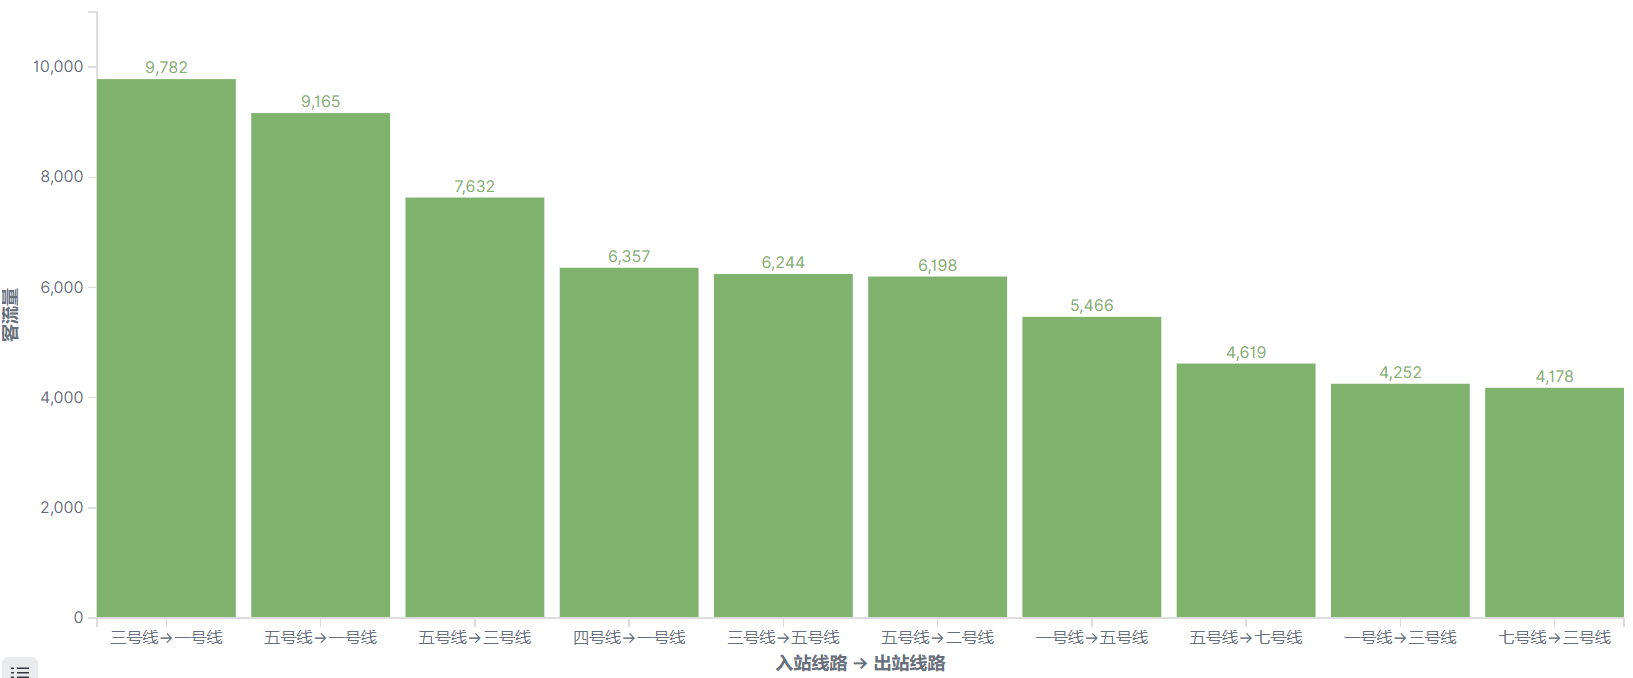 客流量
10,000
8,000
6,000
4,000
2,000
0
9,782
9,165
7,632
6,357
6,244
6,198
5,466
4,619
4,252
4,178
三号线→一号线
五号线→一号线
五号线→三号线
四号线→一号线
三号线→五号线
五号线→二号线
一号线→五号线
五号线→七号线
一号线→三号线
七号线→三号线
入站线路 → 出站线路